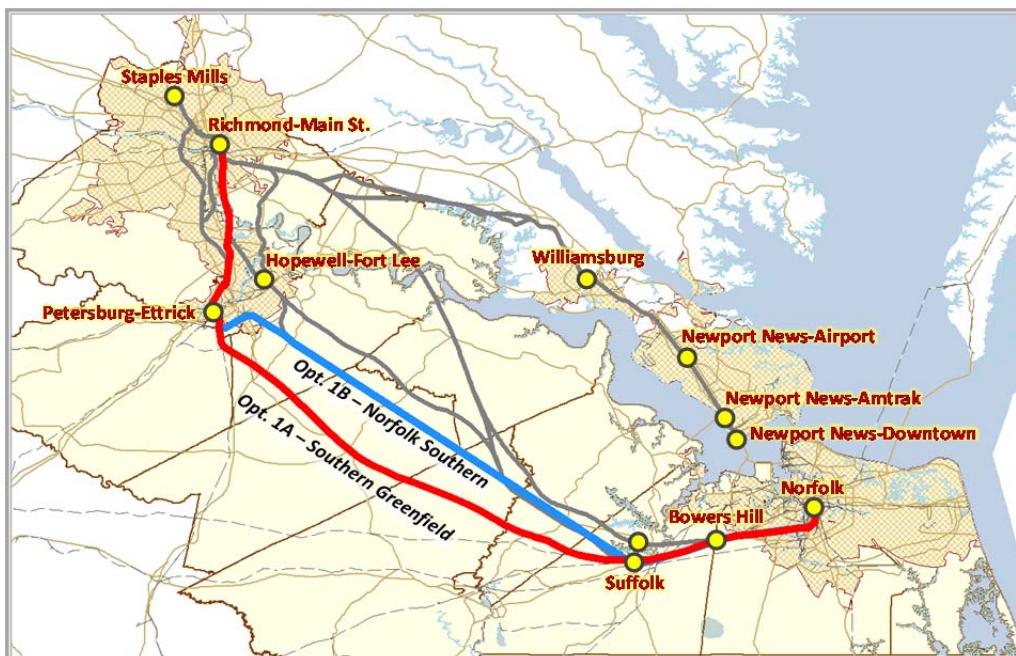 Staples Mills
Richmond-Main St.
Hopewell-Fort Lee
Williamsburg
Petersburg-Ettrick
Newport News-Airport
Opt. 1B – Norfolk Southern
Opt. 1A – Southern Greenfield
Newport News-Amtrak
Newport News-Downtown
Norfolk
Bowers Hill
Suffolk